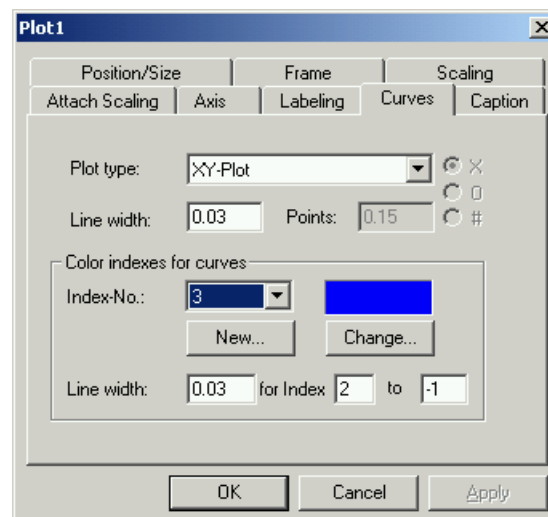 Plot1
Position/Size Frame Scaling
Attach Scaling Axis Labeling Curves Caption
Plot type: XY-Plot X
O
Line width: 0.03 Points: 0.15 #
Color indexes for curves
Index-No.: 3
New... Change...
Line width: 0.03 for Index 2 to -1
OK Cancel Apply